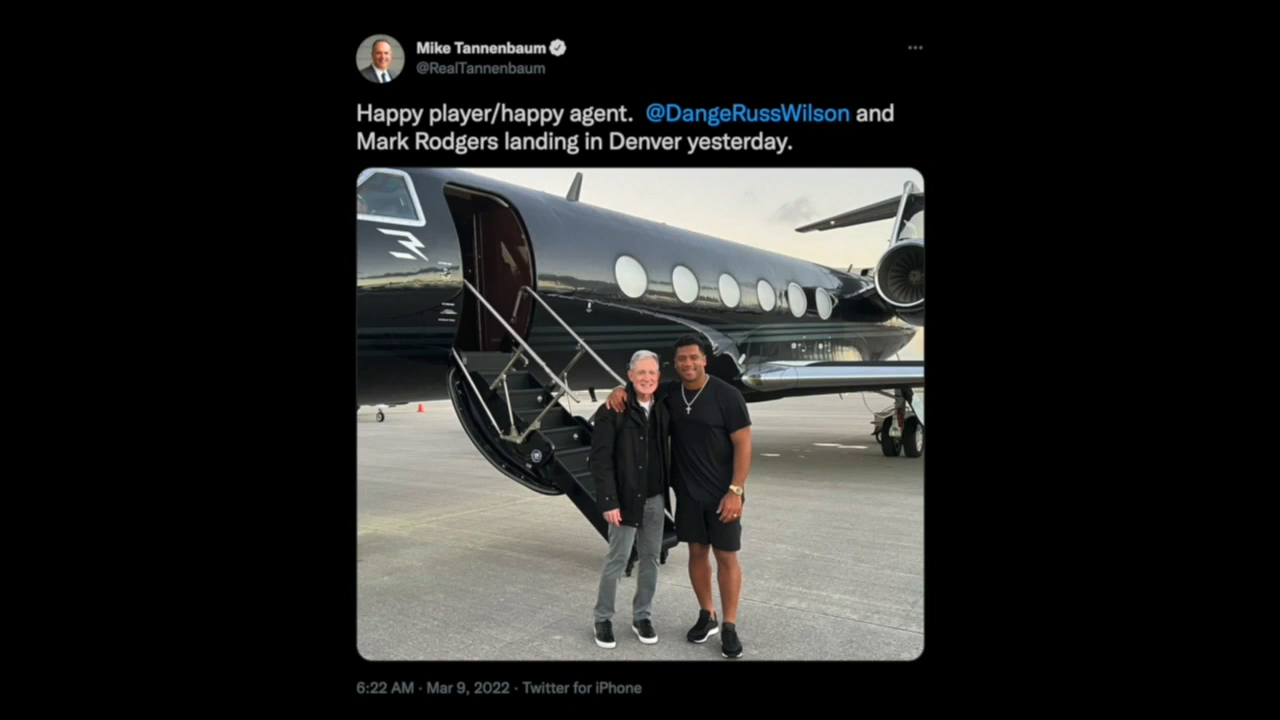 Mike Tannenbaum
@RealTannenbaum
Happy player/happy agent. @DangeRussWilson and
Mark Rodgers landing in Denver yesterday.
6:22 AM · Mar 9, 2022 · Twitter for iPhone